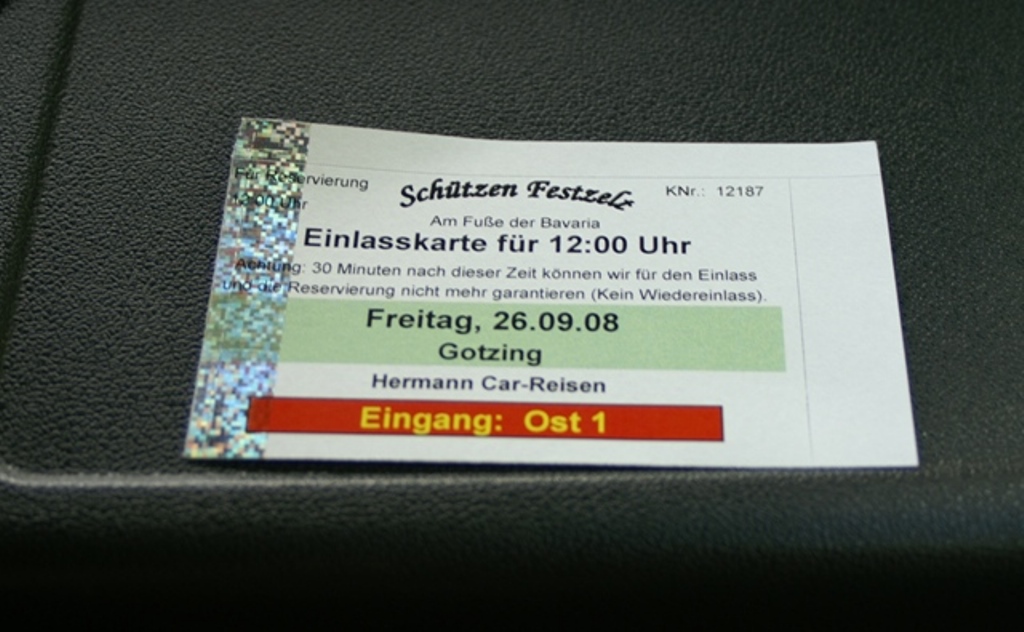 Für Reservierung
12:00 Uhr
Schützen Festzelt
KNr.: 12187
Am Fuße der Bavaria
Einlasskarte für 12:00 Uhr
Achtung: 30 Minuten nach dieser Zeit können wir für den Einlass
und die Reservierung nicht mehr garantieren (Kein Wiedereinlass).
Freitag, 26.09.08
Gotzing
Hermann Car-Reisen
Eingang: Ost 1